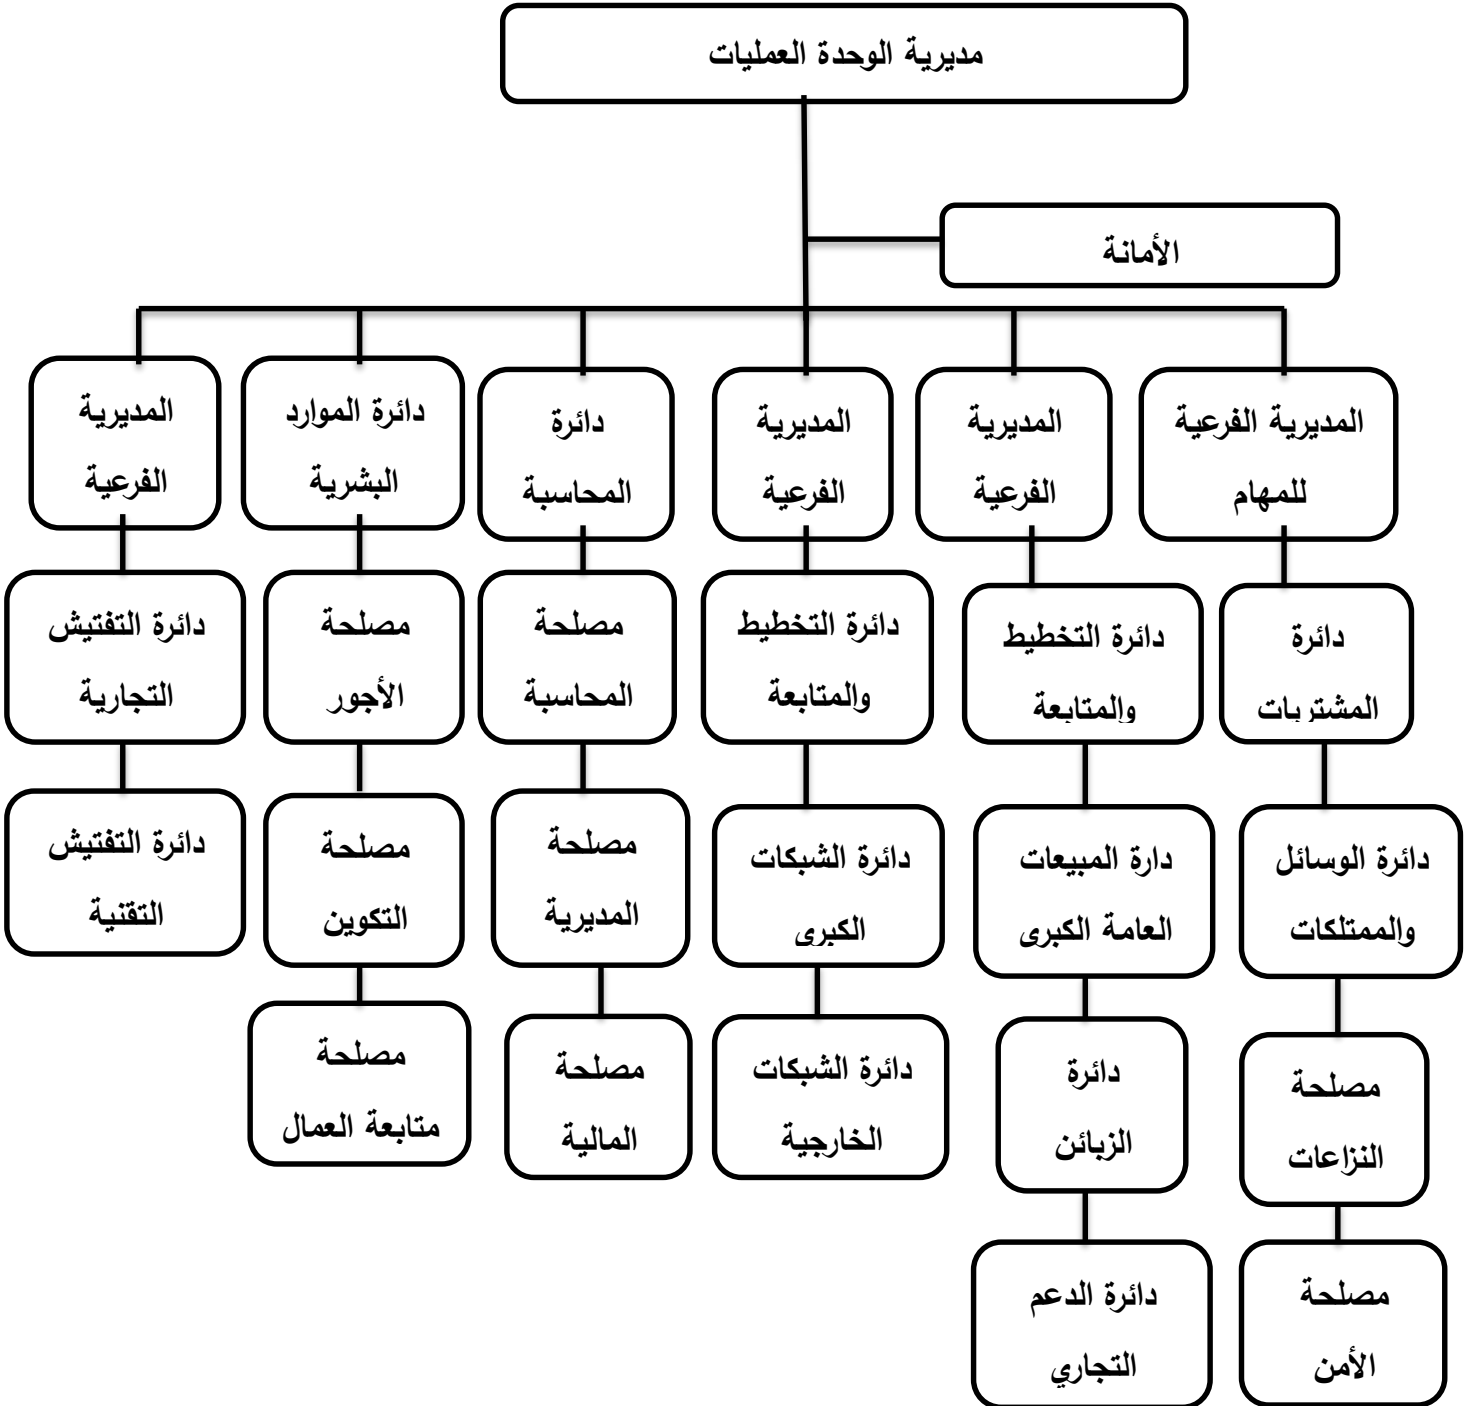 مديرية الوحدة العمليات
الأمانة
المديرية الفرعية
للمهام
المديرية
الفرعية
المديرية
الفرعية
دائرة
المحاسبة
دائرة الموارد
البشرية
المديرية
الفرعية
دائرة
المشتريات
دائرة التخطيط
والمتابعة
دائرة التخطيط
والمتابعة
مصلحة
المحاسبة
مصلحة
الأجور
دائرة التفتيش
التجارية
دائرة الوسائل
والممتلكات
دارة المبيعات
العامة الكبرى
دائرة الشبكات
الكبرى
مصلحة
المديرية
مصلحة
التكوين
دائرة التفتيش
التقنية
مصلحة
النزاعات
دائرة
الزبائن
دائرة الشبكات
الخارجية
مصلحة
المالية
مصلحة
متابعة العمال
مصلحة
الأمن
دائرة الدعم
التجاري